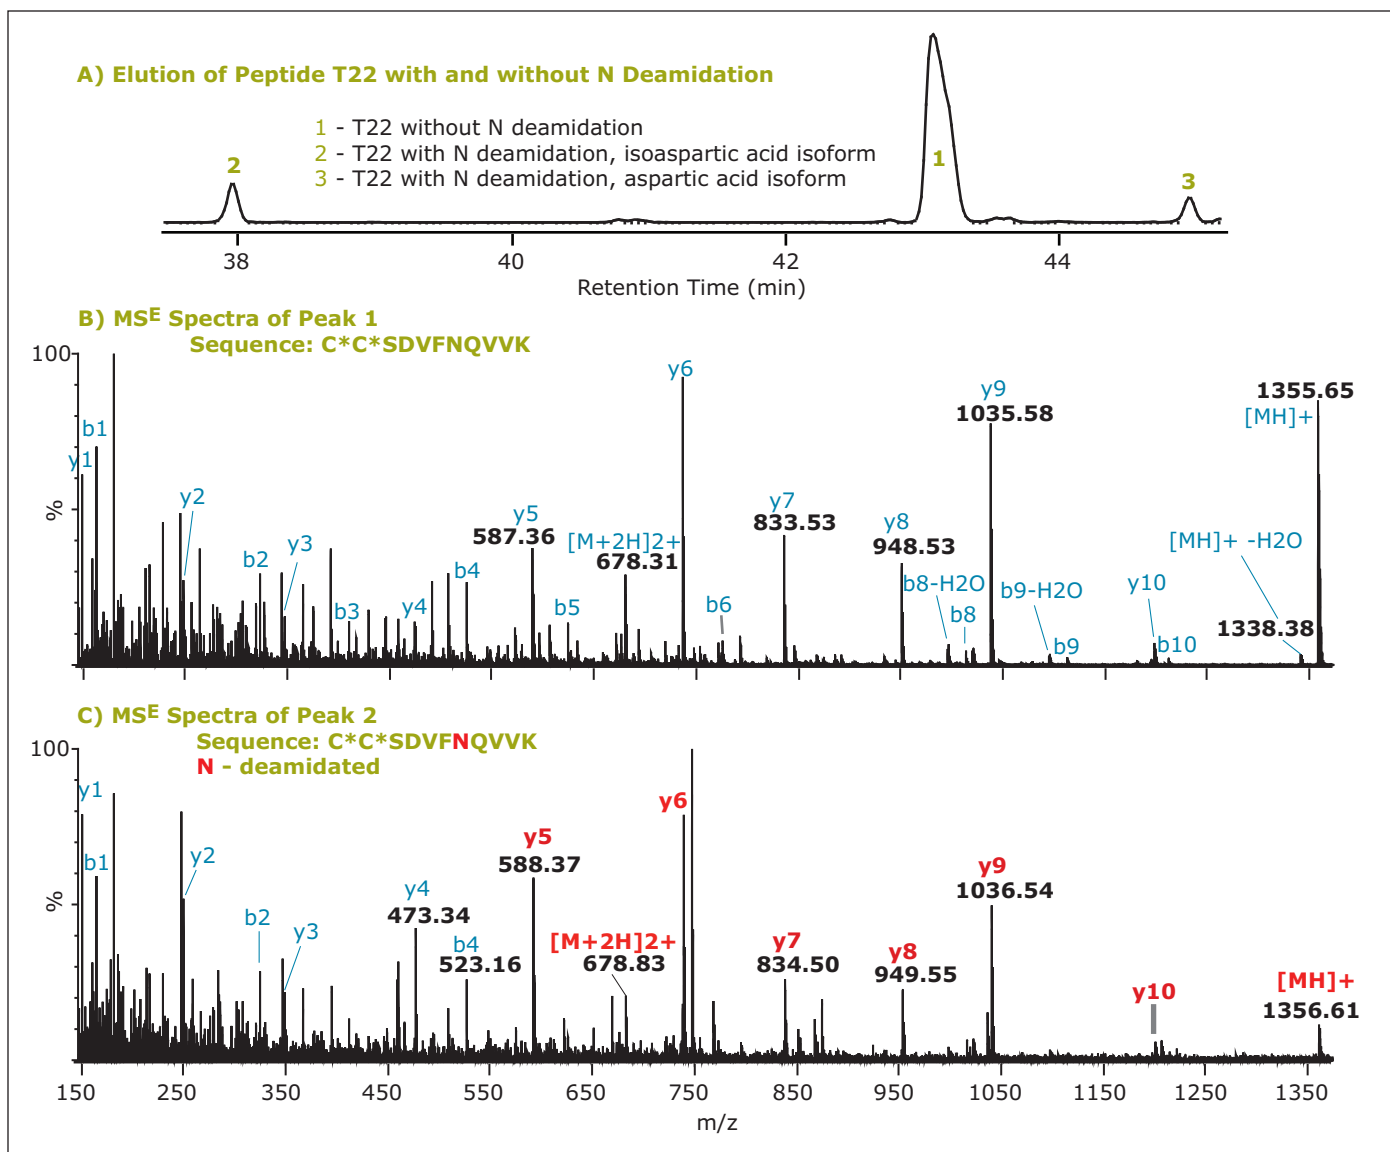 A) Elution of Peptide T22 with and without N Deamidation
1 - T22 without N deamidation
2 - T22 with N deamidation, isoaspartic acid isoform
3 - T22 with N deamidation, aspartic acid isoform
2
1
3
38 40 42 44
Retention Time (min)
B) MSE Spectra of Peak 1
Sequence: C*C*SDVFNQVVK
100
%
y1
b1
y2
b2
y3
b3
y4
b4
y5
587.36
b5
[M+2H]2+
678.31
y6
b6
y7
833.53
y8
948.53
b8-H2O
b8
y9
1035.58
b9-H2O
b9
y10
b10
[MH]+ -H2O
1338.38
1355.65
[MH]+
C) MSE Spectra of Peak 2
Sequence: C*C*SDVFNQVVK
N - deamidated
100
%
y1
b1
y2
b2
y3
y4
473.34
b4
523.16
y5
588.37
[M+2H]2+
678.83
y6
y7
834.50
y8
949.55
y9
1036.54
y10
[MH]+
1356.61
150 250 350 450 550 650 750 850 950 1050 1150 1250 1350
m/z